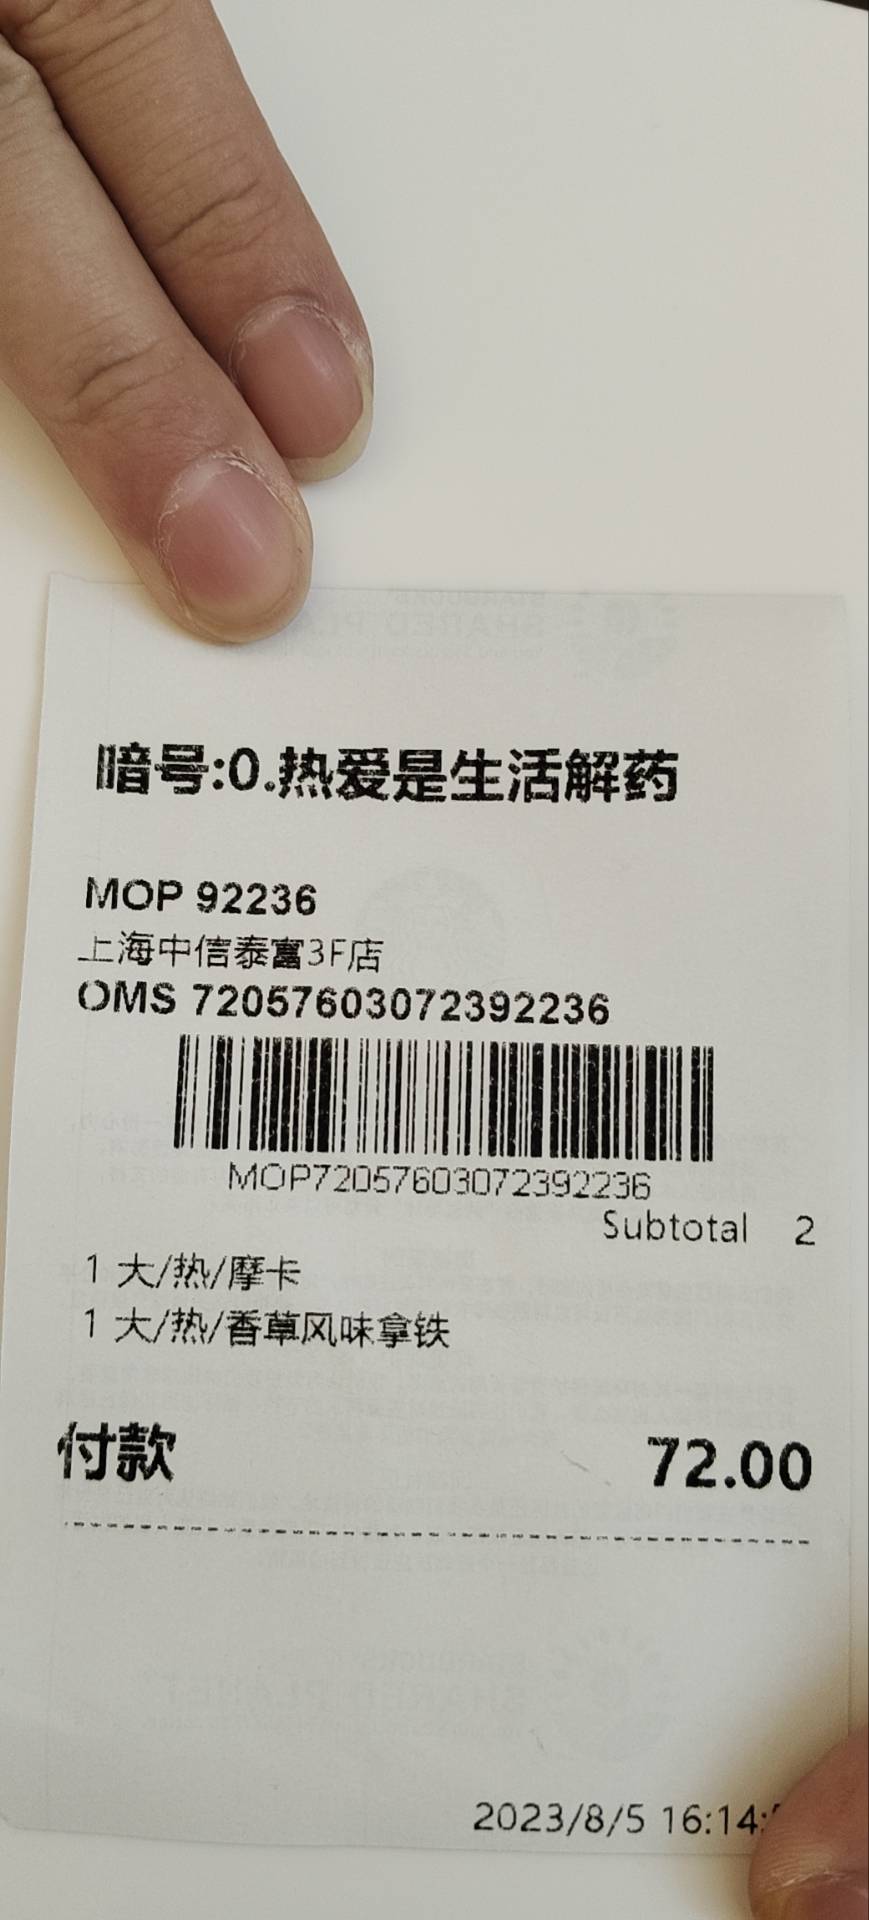 暗号:0.热爱是生活解药
MOP 92236
上海中信泰富3F店
OMS 72057603072392236
MOP72057603072392236
Subtotal 2
1 大/热/摩卡
1 大/热/香草风味拿铁
付款 72.00
2023/8/5 16:14: